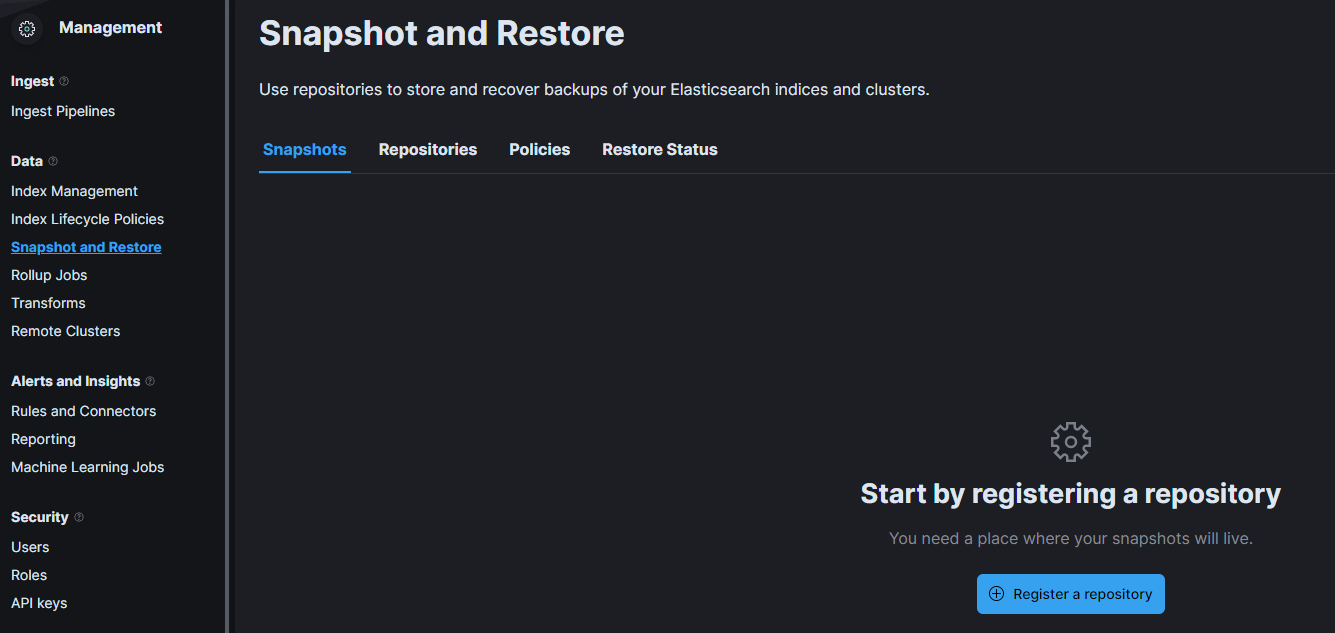 Management
Ingest
Ingest Pipelines
Data
Index Management
Index Lifecycle Policies
Snapshot and Restore
Rollup Jobs
Transforms
Remote Clusters
Alerts and Insights
Rules and Connectors
Reporting
Machine Learning Jobs
Security
Users
Roles
API keys
Snapshot and Restore
Use repositories to store and recover backups of your Elasticsearch indices and clusters.
Snapshots Repositories Policies Restore Status
Start by registering a repository
You need a place where your snapshots will live.
Register a repository